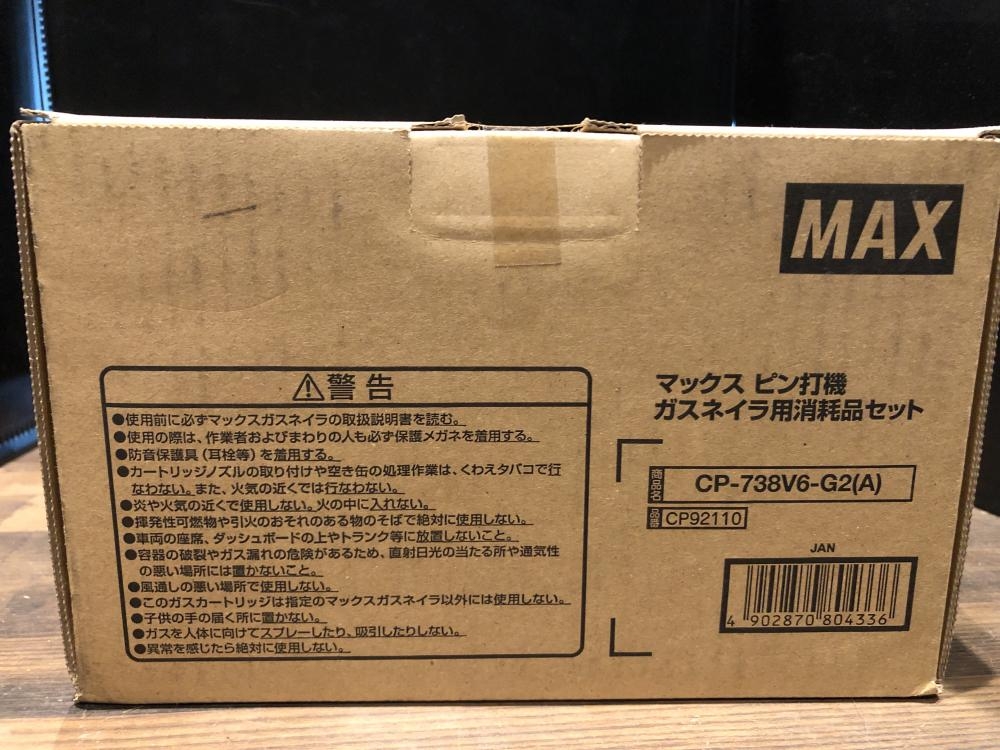 MAX
⚠警告
●使用前に必ずマックスガスネイラの取扱説明書を読む。
●使用の際は、作業者およびまわりの人も必ず保護メガネを着用する。
●防音保護具(耳栓等)を着用する。
●カートリッジノズルの取り付けや空き缶の処理作業は、くわえタバコで行
なわない。また、火気の近くでは行なわない。
●炎や火気の近くで使用しない。火の中に入れない。
●揮発性可燃物や引火のおそれのある物のそばで絶対に使用しない。
●車両の座席、ダッシュボードの上やトランク等に放置しないこと。
●容器の破裂やガス漏れの危険があるため、直射日光の当たる所や通気性
の悪い場所には置かないこと。
●風通しの悪い場所で使用しない。
●このガスカートリッジは指定のマックスガスネイラ以外には使用しない。
●子供の手の届く所に置かない。
●ガスを人体に向けてスプレーしたり、吸引したりしない。
●異常を感じたら絶対に使用しない。
マックス ピン打機
ガスネイラ用消耗品セット
商品名 CP-738V6-G2(A)
品番 CP92110
JAN
4 902870 804336